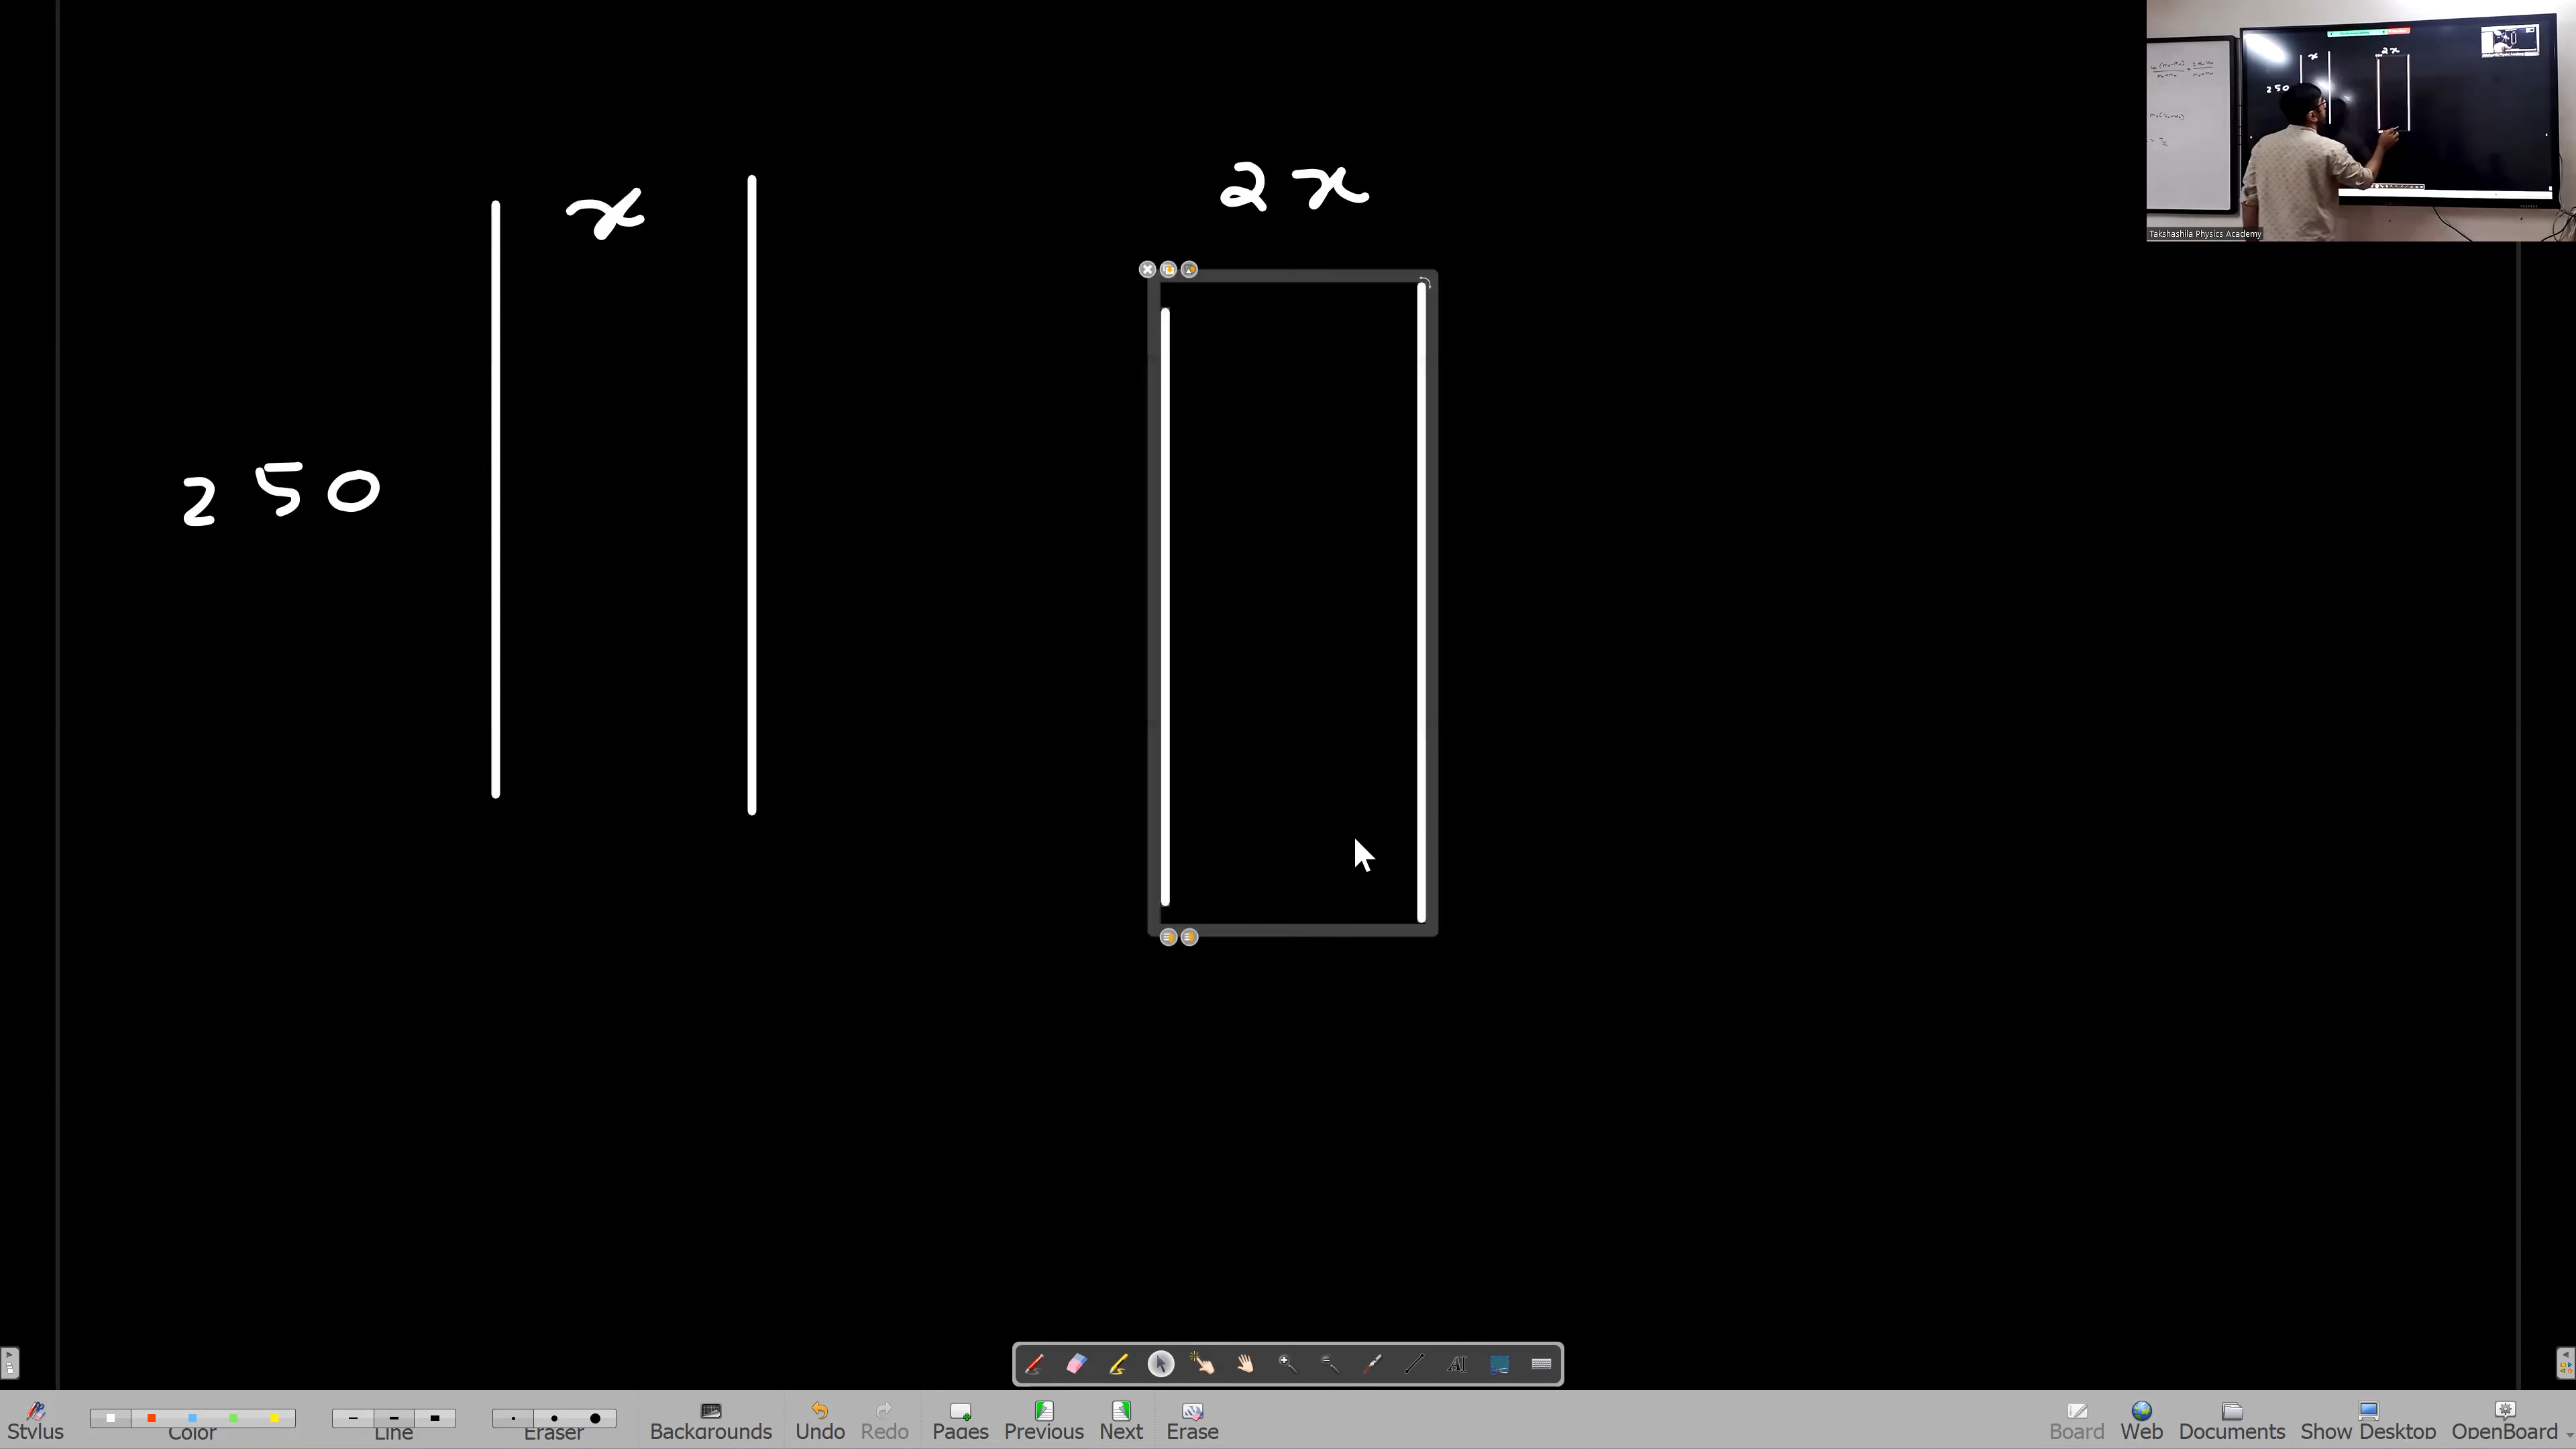 x
2x
250
Takshashila Physics Academy
AI
Stylus
Color
Line
Eraser
Backgrounds
Undo
Redo
Pages
Previous
Next
Erase
Board
Web
Documents
Show Desktop
OpenBoard